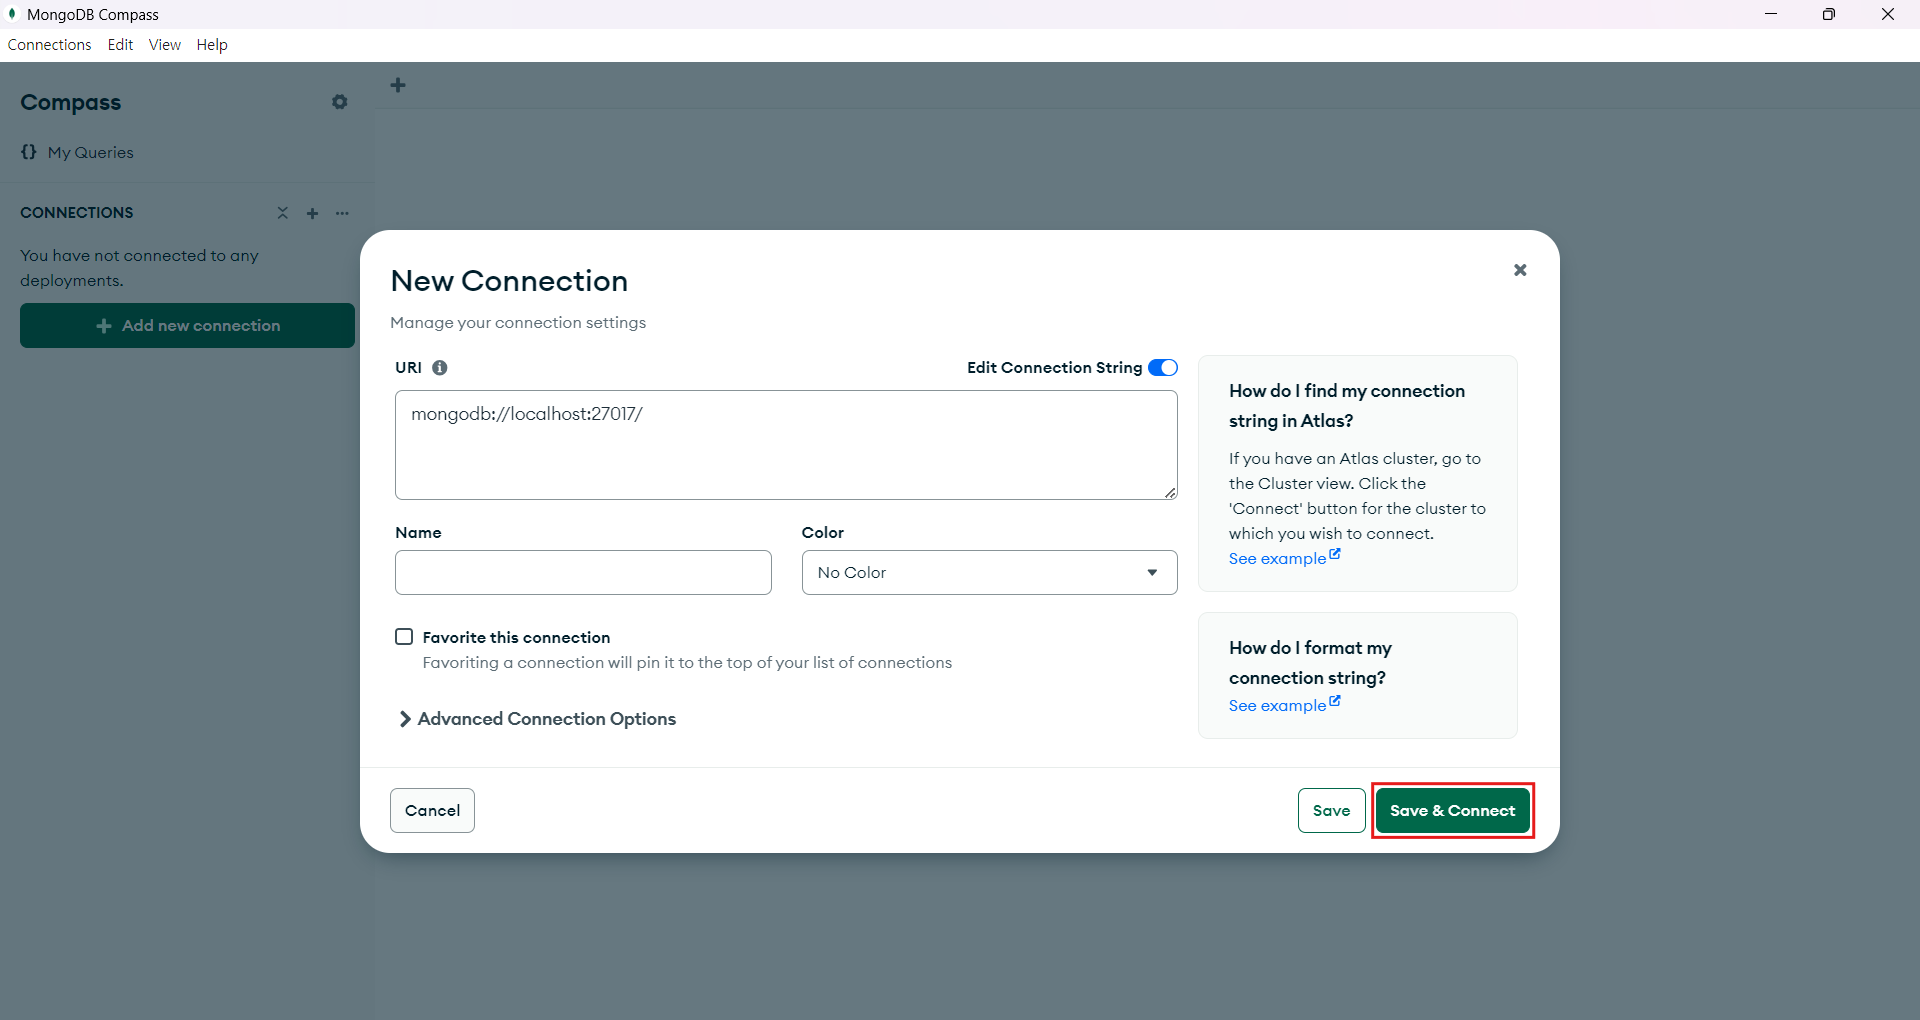 MongoDB Compass
Connections Edit View Help
Compass
{} My Queries
CONNECTIONS
You have not connected to any
deployments.
+ Add new connection
New Connection
Manage your connection settings
URI
Edit Connection String
mongodb://localhost:27017/
Name
Color
No Color
Favorite this connection
Favoriting a connection will pin it to the top of your list of connections
Advanced Connection Options
How do I find my connection
string in Atlas?
If you have an Atlas cluster, go to
the Cluster view. Click the
'Connect' button for the cluster to
which you wish to connect.
See example
How do I format my
connection string?
See example
Cancel
Save
Save & Connect